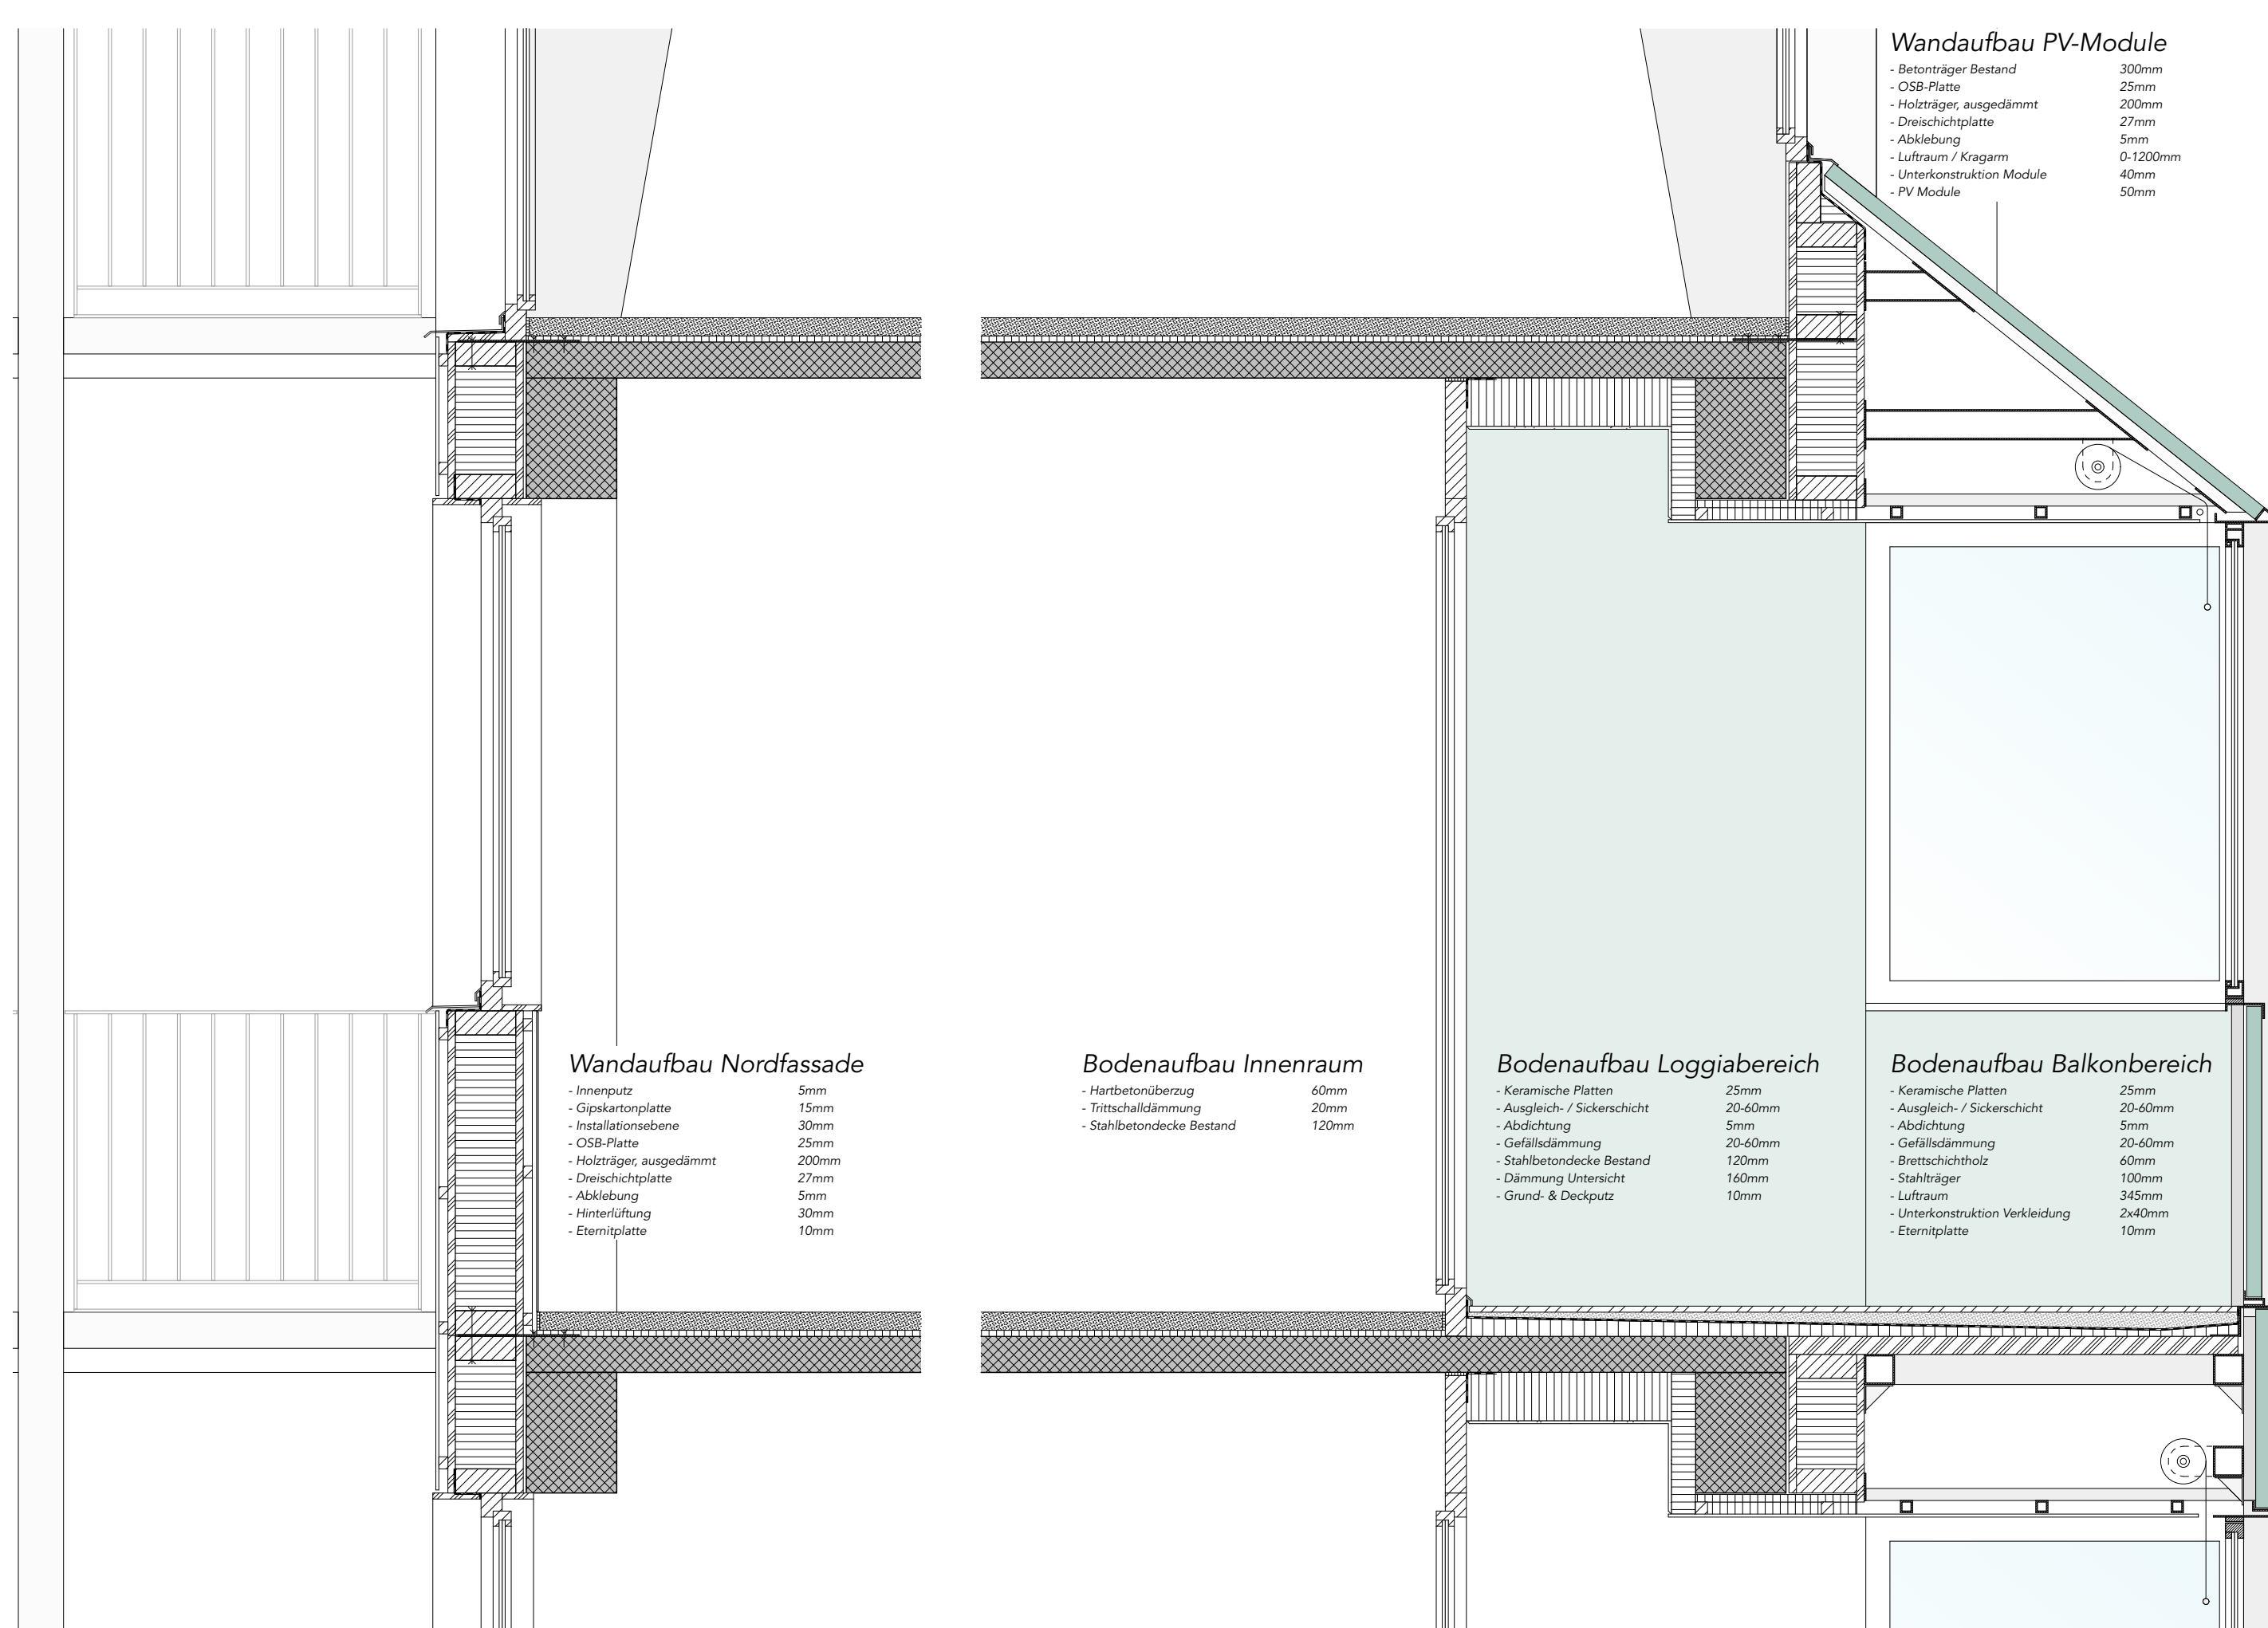 Wandaufbau PV-Module
- Betonträger Bestand 300mm
- OSB-Platte 25mm
- Holzträger, ausgedämmt 200mm
- Dreischichtplatte 27mm
- Abklebung 5mm
- Luftraum / Kragarm 0-1200mm
- Unterkonstruktion Module 40mm
- PV Module 50mm
Wandaufbau Nordfassade
- Innenputz 5mm
- Gipskartonplatte 15mm
- Installationsebene 30mm
- OSB-Platte 25mm
- Holzträger, ausgedämmt 200mm
- Dreischichtplatte 27mm
- Abklebung 5mm
- Hinterlüftung 30mm
- Eternitplatte 10mm
Bodenaufbau Innenraum
- Hartbetonüberzug 60mm
- Trittschalldämmung 20mm
- Stahlbetondecke Bestand 120mm
Bodenaufbau Loggiabereich
- Keramische Platten 25mm
- Ausgleich- / Sickerschicht 20-60mm
- Abdichtung 5mm
- Gefällsdämmung 20-60mm
- Stahlbetondecke Bestand 120mm
- Dämmung Untersicht 160mm
- Grund- & Deckputz 10mm
Bodenaufbau Balkonbereich
- Keramische Platten 25mm
- Ausgleich- / Sickerschicht 20-60mm
- Abdichtung 5mm
- Gefällsdämmung 20-60mm
- Brettschichtholz 60mm
- Stahlträger 100mm
- Luftraum 345mm
- Unterkonstruktion Verkleidung 2x40mm
- Eternitplatte 10mm